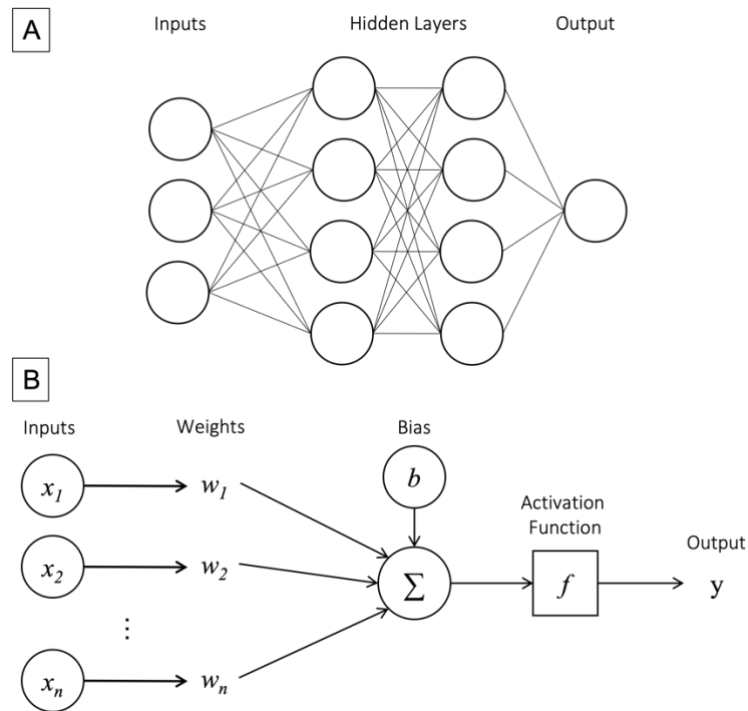 A
Inputs
Hidden Layers
Output
B
Inputs
Weights
Bias
x1
w1
b
Activation
Function
Output
x2
w2
∑
f
y
⋮
xn
wn